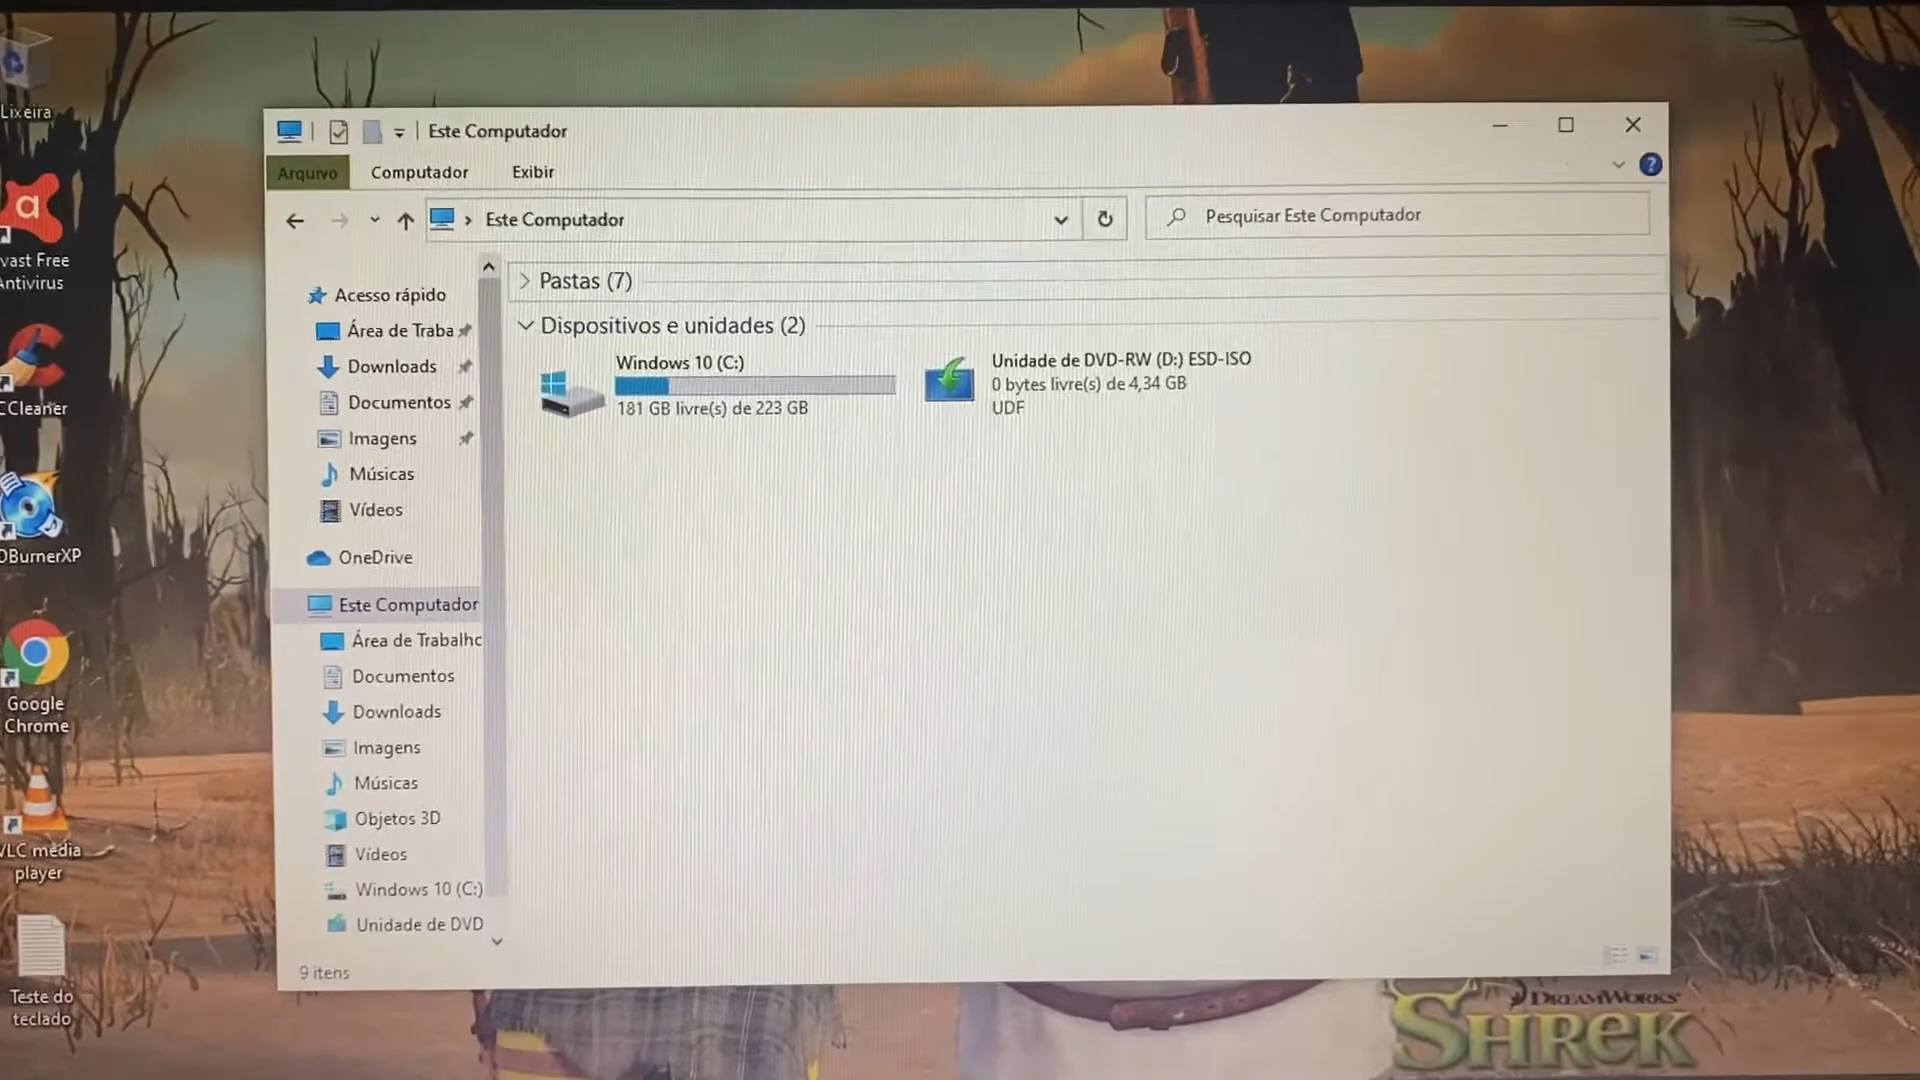 Lixeira
vast Free
Antivirus
CCleaner
DBurnerXP
Google
Chrome
VLC media
player
Teste do
teclado
Este Computador
Arquivo
Computador
Exibir
Este Computador
Pesquisar Este Computador
Acesso rápido
Área de Traba
Downloads
Documentos
Imagens
Músicas
Vídeos
OneDrive
Este Computador
Área de Trabalho
Documentos
Downloads
Imagens
Músicas
Objetos 3D
Vídeos
Windows 10 (C:)
Unidade de DVD
9 itens
Pastas (7)
Dispositivos e unidades (2)
Windows 10 (C:)
181 GB livre(s) de 223 GB
Unidade de DVD-RW (D:) ESD-ISO
0 bytes livre(s) de 4,34 GB
UDF
DREAMWORKS
SHREK